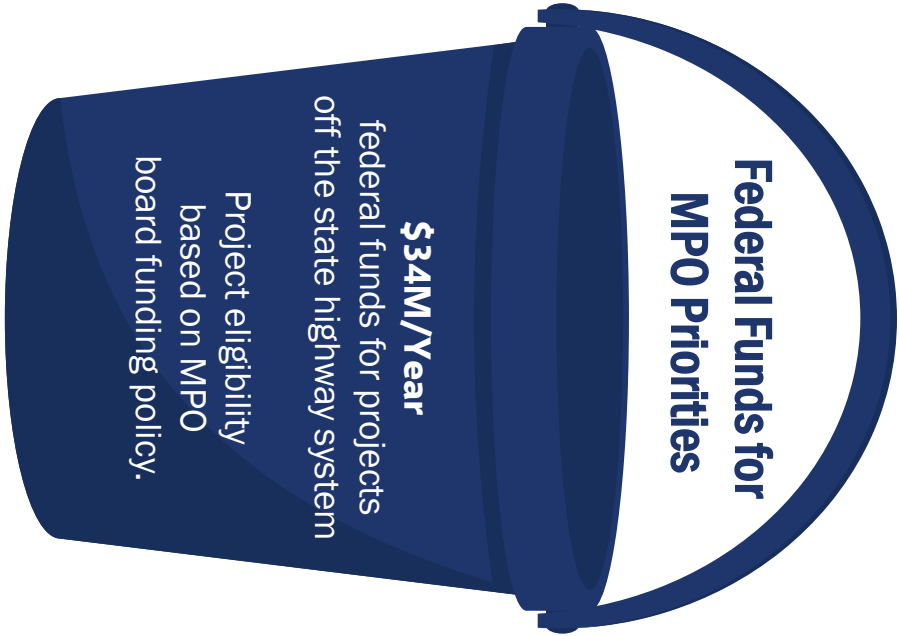 Federal Funds for
MPO Priorities
$34M/Year
federal funds for projects
off the state highway system
Project eligibility
based on MPO
board funding policy.